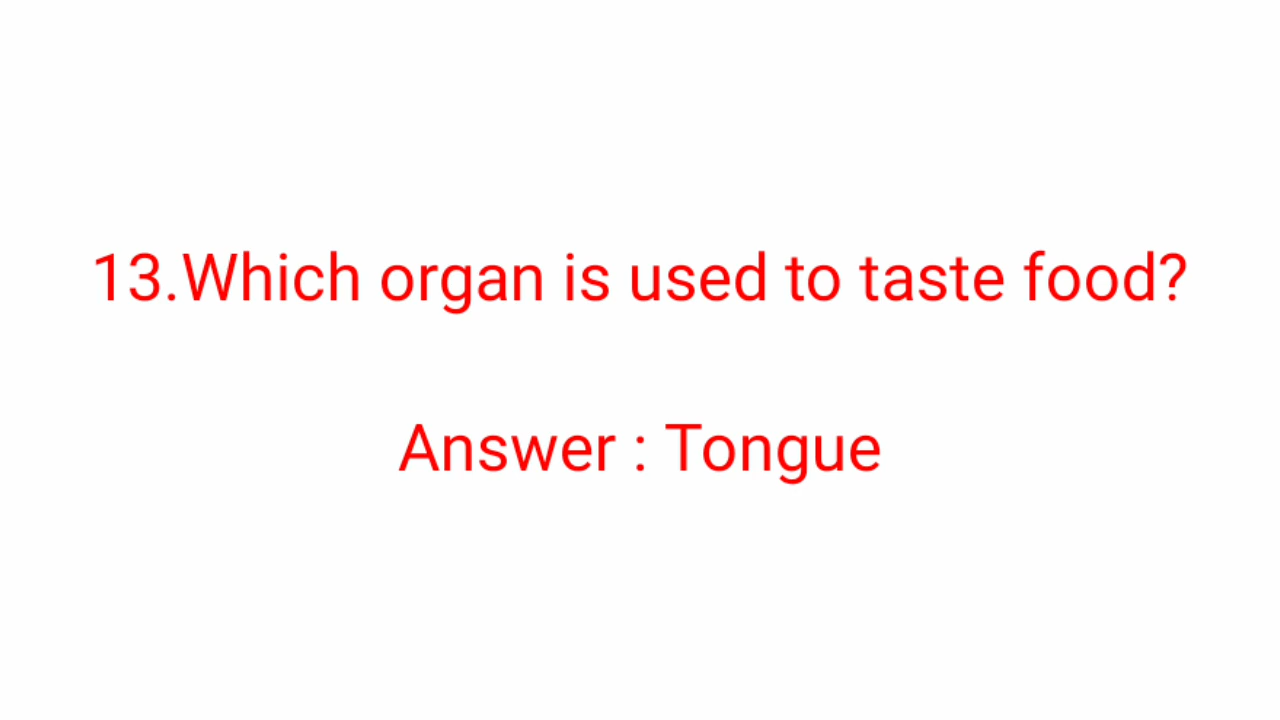 13.Which organ is used to taste food?
Answer : Tongue